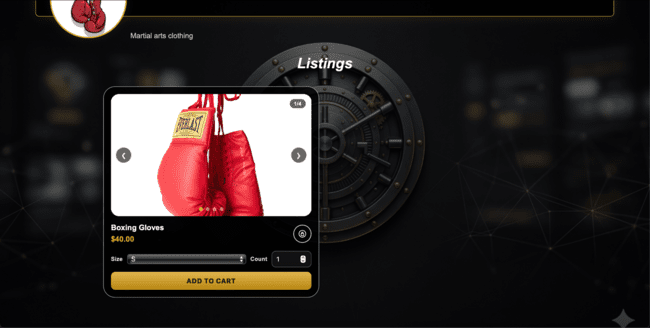 Martial arts clothing
Listings
1/4
EVERLAST
Boxing Gloves
$40.00
Size S Count 1
ADD TO CART